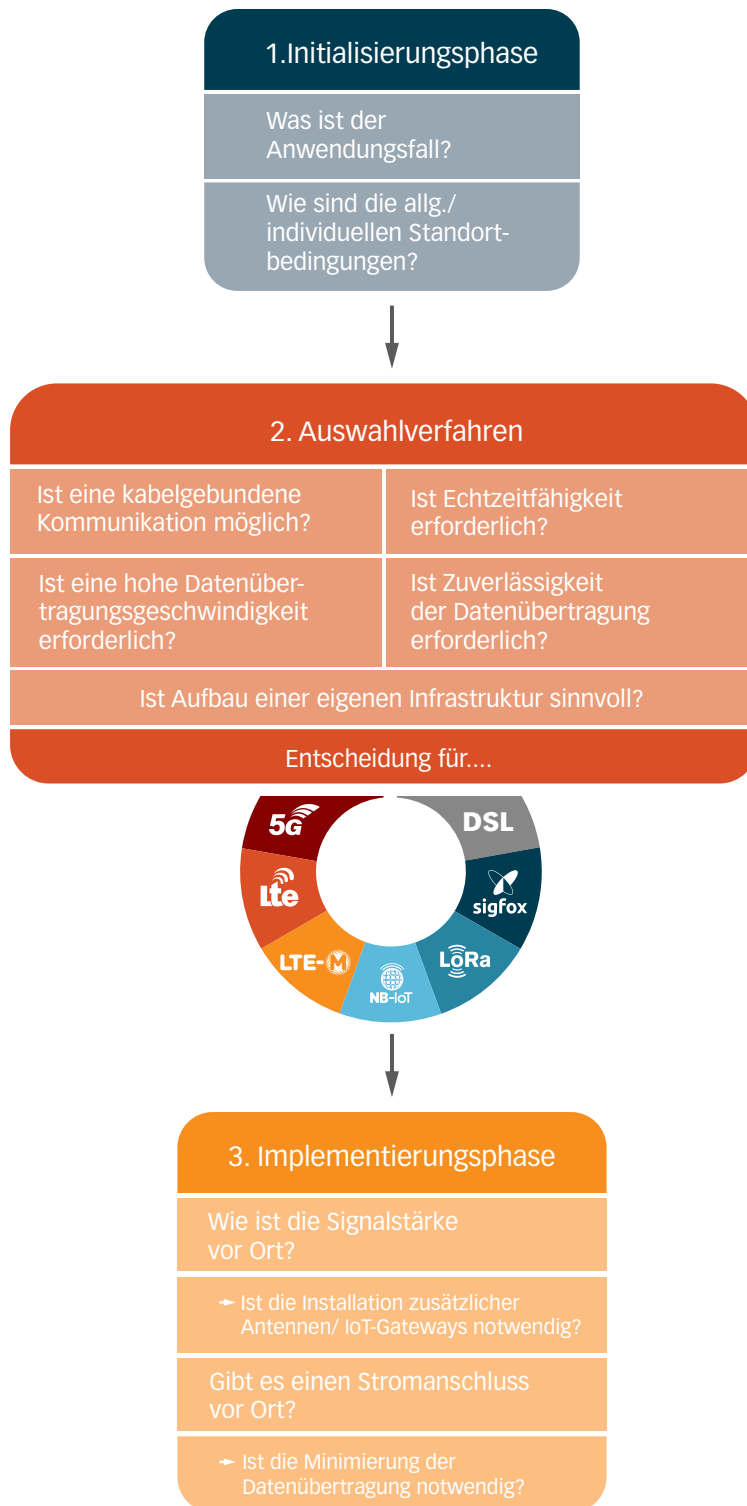 1.Initialisierungsphase
Was ist der
Anwendungsfall?
Wie sind die allg./
individuellen Standort-
bedingungen?
2. Auswahlverfahren
Ist eine kabelgebundene
Kommunikation möglich?
Ist Echtzeitfähigkeit
erforderlich?
Ist eine hohe Datenüber-
tragungsgeschwindigkeit
erforderlich?
Ist Zuverlässigkeit
der Datenübertragung
erforderlich?
Ist Aufbau einer eigenen Infrastruktur sinnvoll?
Entscheidung für....
5G
DSL
Lte
sigfox
LTE-M
LoRa
NB-IoT
3. Implementierungsphase
Wie ist die Signalstärke
vor Ort?
➛ Ist die Installation zusätzlicher
Antennen/ IoT-Gateways notwendig?
Gibt es einen Stromanschluss
vor Ort?
➛ Ist die Minimierung der
Datenübertragung notwendig?